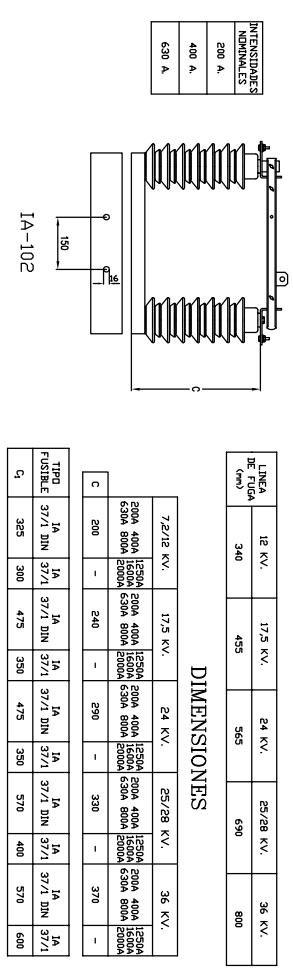 INTENSIDADES
NOMINALES
200 A.
400 A.
630 A.
C
16
150
IA-102
LINEA
DE FUGA
(mm)
12 KV.
17,5 KV.
24 KV.
25/28 KV.
36 KV.
340
455
565
690
800
DIMENSIONES
7,2/12 KV.
17,5 KV.
24 KV.
25/28 KV.
36 KV.
200A 400A
630A 800A
1250A
1600A
2000A
200A 400A
630A 800A
1250A
1600A
2000A
200A 400A
630A 800A
1250A
1600A
2000A
200A 400A
630A 800A
1250A
1600A
2000A
200A 400A
630A 800A
1250A
1600A
2000A
C
200
-
240
-
290
-
330
-
370
-
TIPO
FUSIBLE
IA
37/1 DIN
IA
37/1
IA
37/1 DIN
IA
37/1
IA
37/1 DIN
IA
37/1
IA
37/1 DIN
IA
37/1
IA
37/1 DIN
IA
37/1
C₁
325
300
475
350
475
350
570
400
570
600